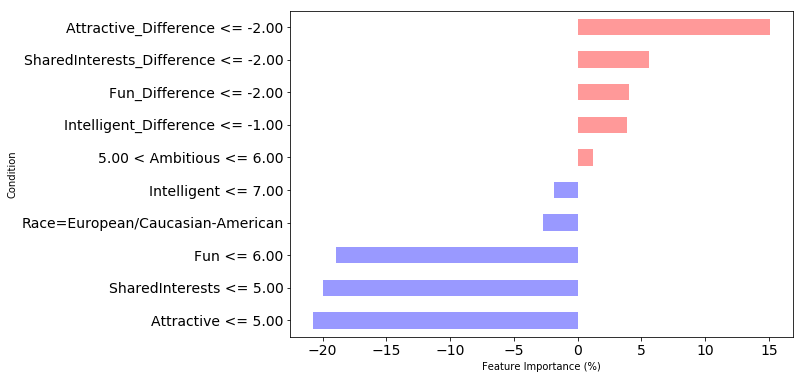 Attractive_Difference <= -2.00
SharedInterests_Difference <= -2.00
Fun_Difference <= -2.00
Intelligent_Difference <= -1.00
5.00 < Ambitious <= 6.00
Intelligent <= 7.00
Race=European/Caucasian-American
Fun <= 6.00
SharedInterests <= 5.00
Attractive <= 5.00
Condition
−20 −15 −10 −5 0 5 10 15
Feature Importance (%)